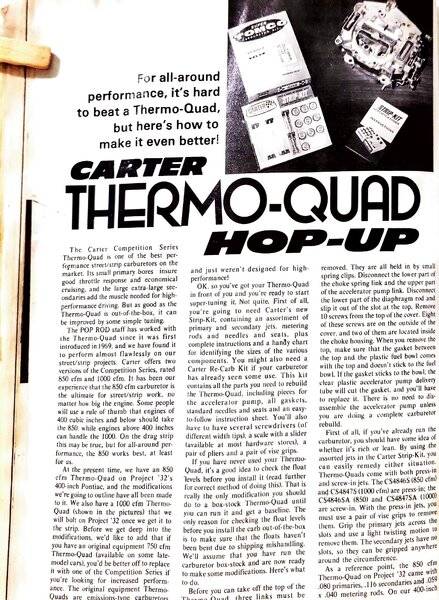 For all-around
performance, it's hard
to beat a Thermo-Quad,
but here's how to
make it even better!
STRIP-KIT
STRIP-KIT
CARTER
THERMO-QUAD
HOP-UP
The Carter Competition Series
Thermo-Quad is one of the best per-
formance street/strip carburetors on the
market. Its small primary bores insure
good throttle response and economical
cruising, and the large extra-large sec-
ondaries add the muscle needed for high-
performance driving. But as good as the
Thermo-Quad is out-of-the-box, it can
be improved by some simple tuning.
The POP ROD staff has worked with
the Thermo-Quad since it was first
introduced in 1969, and we have found it
to perform almost flawlessly on our
street/strip projects. Carter offers two
versions of the Competition Series, rated
850 cfm and 1000 cfm. It has been our
experience that the 850 cfm carburetor is
the ultimate for street/strip work, no
matter how big the engine. Some people
will use a rule of thumb that engines of
400 cubic inches and below should take
the 850, while engines above 400 inches
can handle the 1000. On the drag strip
this may be true, but for all-around per-
formance, the 850 works best, at least
for us.
At the present time, we have an 850
cfm Thermo-Quad on Project '32's
400-inch Pontiac, and the modifications
we're going to outline have all been made
to it. We also have a 1000 cfm Thermo-
Quad (shown in the pictures) that we
will bolt on Project '32 once we get it to
the strip. Before we get deep into the
modifications, we'd like to add that if
you have an original equipment 750 cfm
Thermo-Quad (available on some late-
model cars), you'd be better off to replace
it with one of the Competition Series if
you're looking for increased perform-
ance. The original equipment Thermo-
Quads are emissions-type carburetors
and just weren't designed for high-
performance!
OK, so you've got your Thermo-Quad
in front of you and you're ready to start
super-tuning it. Not quite. First of all,
you're going to need Carter's new
Strip-Kit, containing an assortment of
primary and secondary jets, metering
rods and needles and seats, plus
complete instructions and a handy chart
for identifying the sizes of the various
components. You might also need a
Carter Re-Carb Kit if your carburetor
has already seen some use. This kit
contains all the parts you need to rebuild
the Thermo-Quad, including pieces for
the accelerator pump, all gaskets,
standard needles and seats and an easy-
to-follow instruction sheet. You'll also
need to have several screwdrivers (of
different width tips); a scale with a slider
(available at most hardware stores), a
pair of pliers and a pair of vise grips.
If you have never used your Thermo-
Quad, it's a good idea to check the float
levels before you install it (read further
for correct method of doing this). That is
really the only modification you should
do to a box-stock Thermo-Quad until
you can run it and get a baseline. The
only reason for checking the float levels
before you install the carb out-of-the-box
is to make sure that the floats haven't
been bent due to shipping mishandling.
We'll assume that you have run the
carburetor box-stock and are now ready
to make some modifications. Here's what
to do.
Before you can take off the top of the
Thermo-Quad, three links must be
removed. They are all held in by small
spring clips. Disconnect the lower part of
the choke spring link and the upper part
of the accelerator pump link. Disconnect
the lower part of the diaphragm rod and
slip it out of the slot at the top. Remove
10 screws from the top of the cover. Eight
of these screws are on the outside of the
cover, and two of them are located inside
the choke housing. When you remove the
top, make sure that the gasket between
the top and the plastic fuel bowl comes
with the top and doesn't stick to the fuel
bowl. If the gasket sticks to the bowl, the
clear plastic accelerator pump delivery
tube will cut the gasket, and you'll have
to replace it. There is no need to dis-
assemble the accelerator pump unless
you are doing a complete carburetor
rebuild.
First of all, if you've already run the
carburetor, you should have some idea of
whether it's rich or lean. By using the
assorted jets in the Carter Strip-Kit, you
can easily remedy either situation.
Thermo-Quads come with both press-in
and screw-in jets. The CS4846S (850 cfm)
and CS4847S (1000 cfm) are press-in; the
CS4846SA (850) and CS4847SA (1000)
are screw-in. With the press-in jets, you
must use a pair of vise grips to remove
them. Grip the primary jets across the
slots and use a light twisting motion to
remove them. The secondary jets have no
slots, so they can be gripped anywhere
around the circumference.
As a reference point, the 850 cfm
Thermo-Quad on Project '32 came with
.080 primaries, .116 secondaries and .059
x .040 metering rods. On our 400-inch